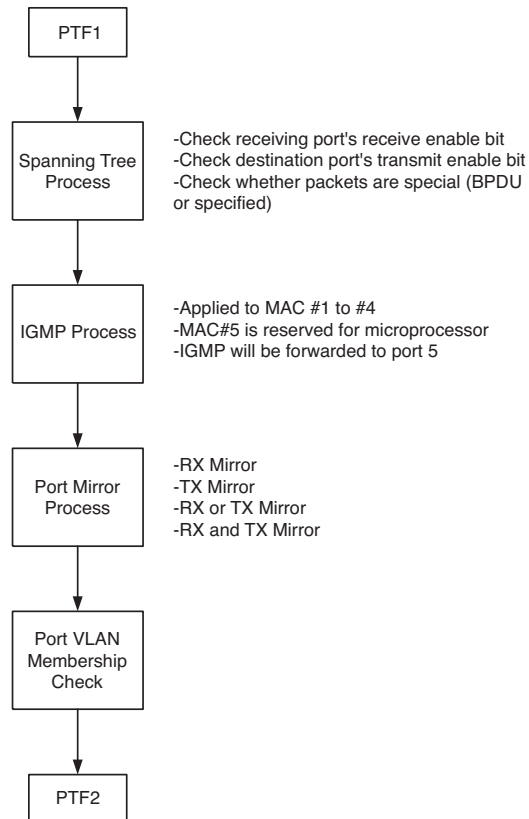 PTF1
Spanning Tree
Process
-Check receiving port's receive enable bit
-Check destination port's transmit enable bit
-Check whether packets are special (BPDU
or specified)
IGMP Process
-Applied to MAC #1 to #4
-MAC#5 is reserved for microprocessor
-IGMP will be forwarded to port 5
Port Mirror
Process
-RX Mirror
-TX Mirror
-RX or TX Mirror
-RX and TX Mirror
Port VLAN
Membership
Check
PTF2